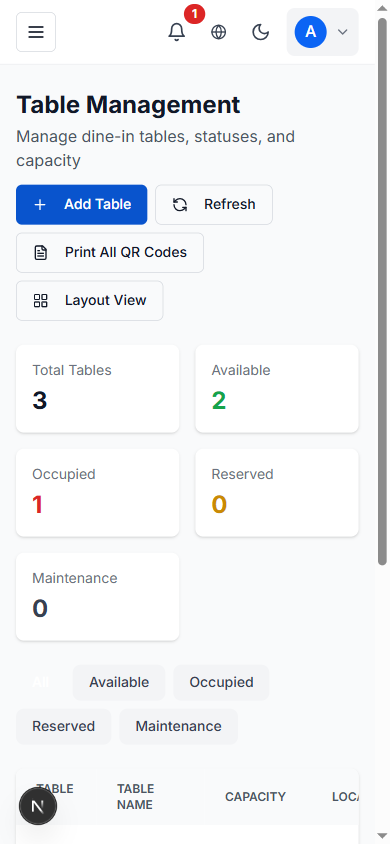 1
A
Table Management
Manage dine-in tables, statuses, and
capacity
Add Table
Refresh
Print All QR Codes
Layout View
Total Tables
3
Available
2
Occupied
1
Reserved
0
Maintenance
0
All
Available
Occupied
Reserved
Maintenance
TABLE
TABLE
NAME
CAPACITY
LOCA
N